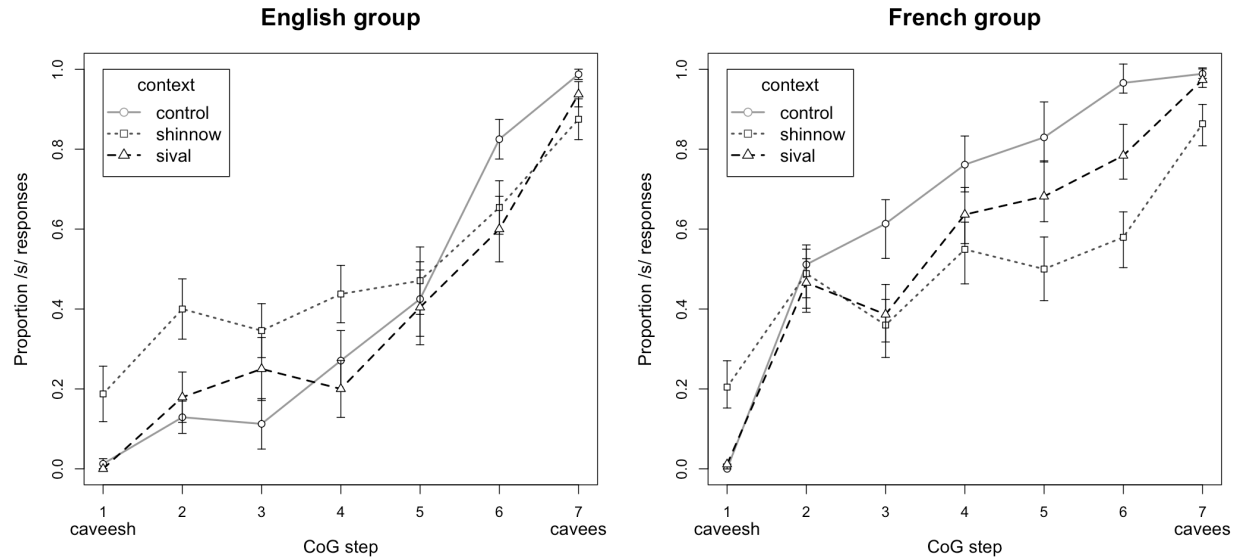 English group
Proportion /s/ responses
1.0
0.8
0.6
0.4
0.2
0.0
context
control
shinnow
sival
1 2 3 4 5 6 7
caveesh cavees
CoG step
French group
Proportion /s/ responses
1.0
0.8
0.6
0.4
0.2
0.0
context
control
shinnow
sival
1 2 3 4 5 6 7
caveesh cavees
CoG step